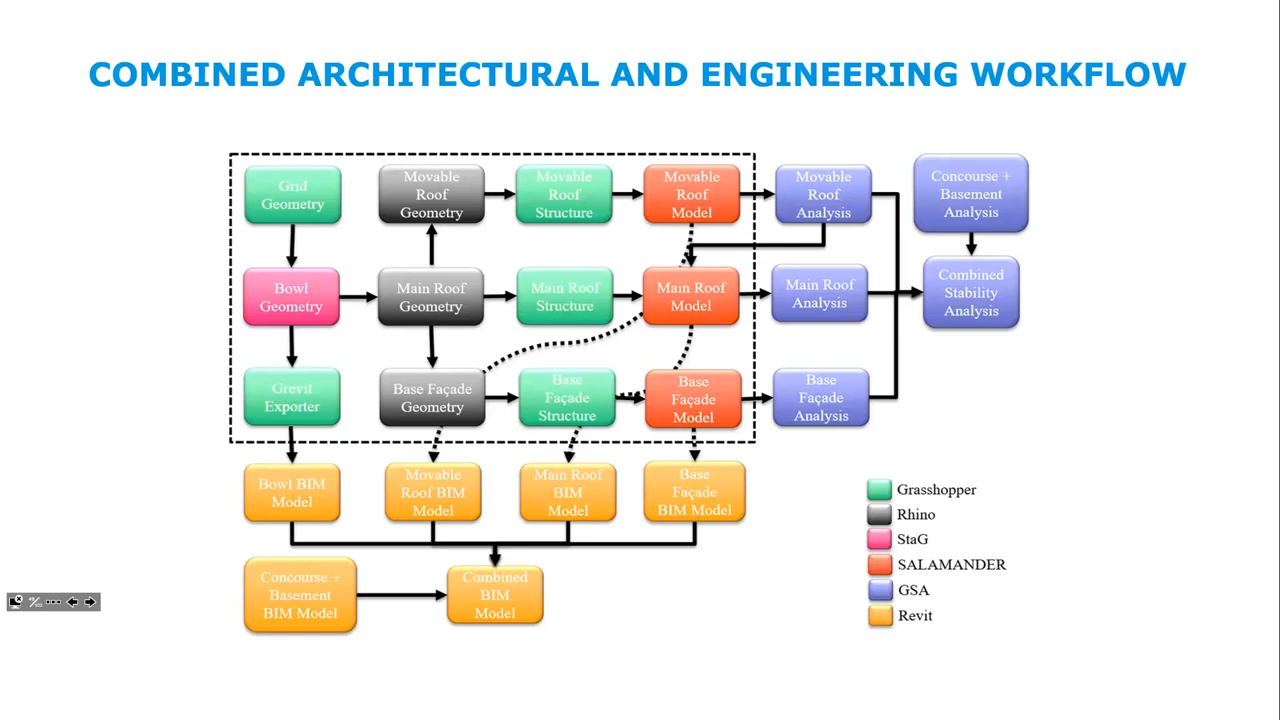 COMBINED ARCHITECTURAL AND ENGINEERING WORKFLOW
Grid
Geometry
Movable
Roof
Geometry
Movable
Roof
Structure
Movable
Roof
Model
Movable
Roof
Analysis
Concourse +
Basement
Analysis
Bowl
Geometry
Main Roof
Geometry
Main Roof
Structure
Main Roof
Model
Main Roof
Analysis
Combined
Stability
Analysis
Grevit
Exporter
Base Façade
Geometry
Base
Façade
Structure
Base
Façade
Model
Base
Façade
Analysis
Bowl BIM
Model
Movable
Roof BIM
Model
Main Roof
BIM
Model
Base
Façade
BIM Model
Concourse +
Basement
BIM Model
Combined
BIM
Model
Grasshopper
Rhino
StaG
SALAMANDER
GSA
Revit